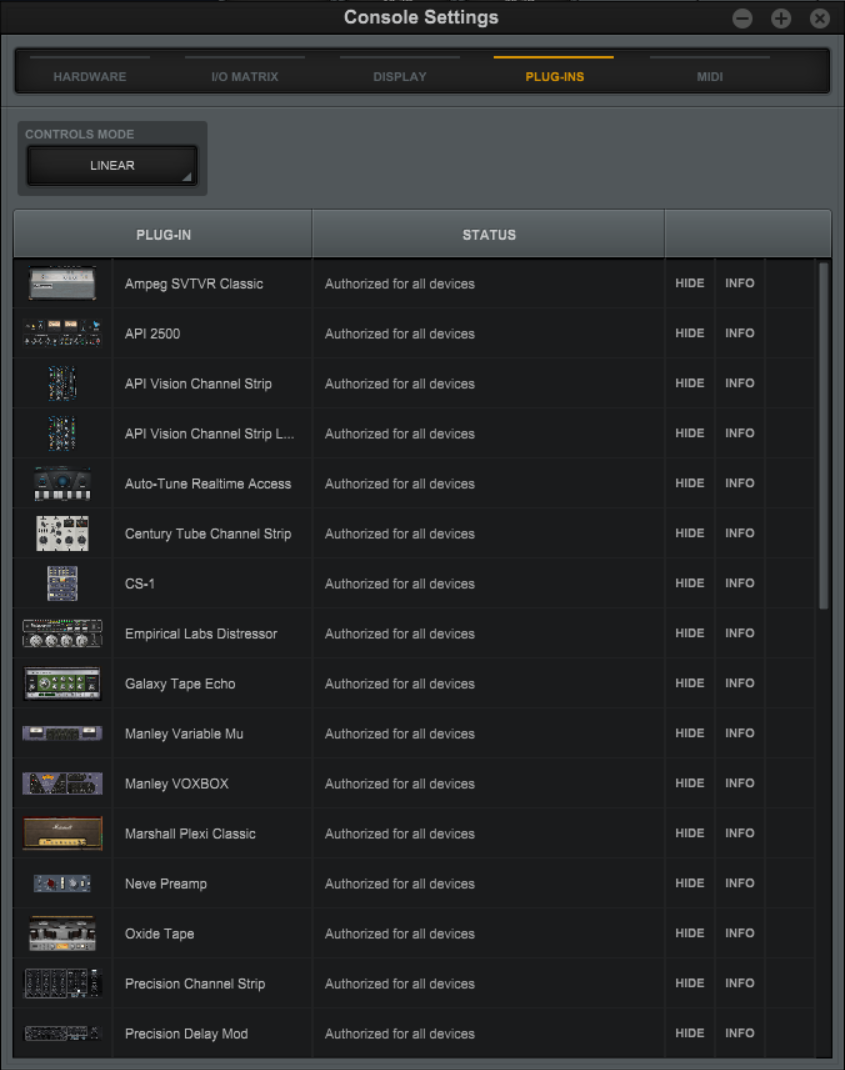 Console Settings
HARDWARE I/O MATRIX DISPLAY PLUG-INS MIDI
CONTROLS MODE
LINEAR
PLUG-IN STATUS
Ampeg SVTVR Classic Authorized for all devices HIDE INFO
API 2500 Authorized for all devices HIDE INFO
API Vision Channel Strip Authorized for all devices HIDE INFO
API Vision Channel Strip L... Authorized for all devices HIDE INFO
Auto-Tune Realtime Access Authorized for all devices HIDE INFO
Century Tube Channel Strip Authorized for all devices HIDE INFO
CS-1 Authorized for all devices HIDE INFO
Empirical Labs Distressor Authorized for all devices HIDE INFO
Galaxy Tape Echo Authorized for all devices HIDE INFO
Manley Variable Mu Authorized for all devices HIDE INFO
Manley VOXBOX Authorized for all devices HIDE INFO
Marshall Plexi Classic Authorized for all devices HIDE INFO
Neve Preamp Authorized for all devices HIDE INFO
Oxide Tape Authorized for all devices HIDE INFO
Precision Channel Strip Authorized for all devices HIDE INFO
Precision Delay Mod Authorized for all devices HIDE INFO